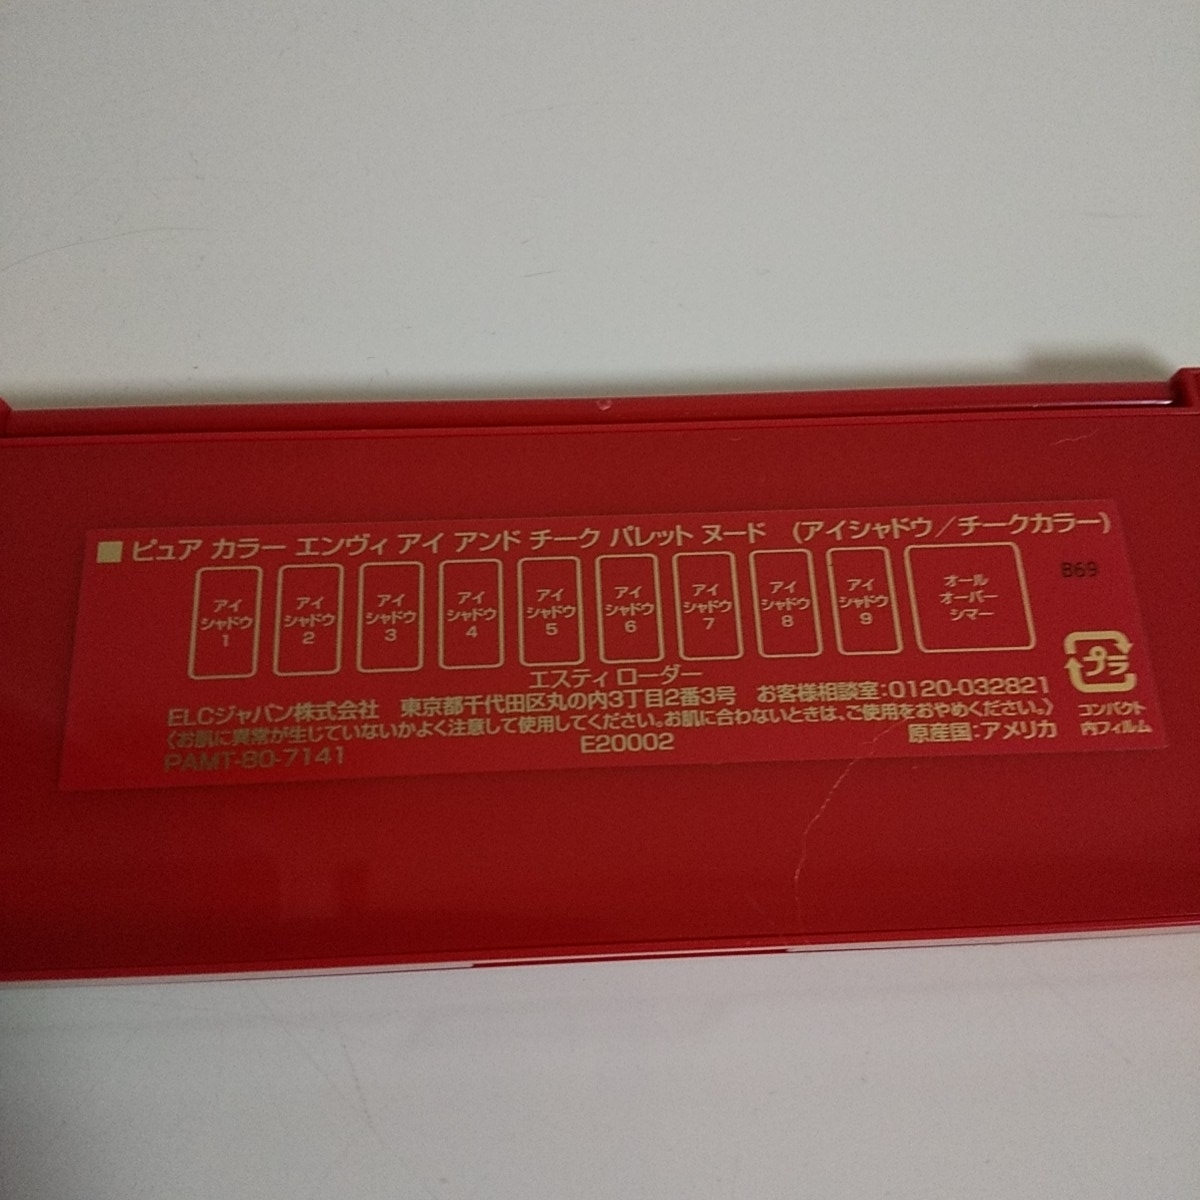 ■ピュア カラー エンヴィ アイ アンド チーク パレット ヌード （アイシャドウ／チークカラー）
アイ
シャドウ
1
アイ
シャドウ
2
アイ
シャドウ
3
アイ
シャドウ
4
アイ
シャドウ
5
アイ
シャドウ
6
アイ
シャドウ
7
アイ
シャドウ
8
アイ
シャドウ
9
オール
オーバー
シマー
B69
エスティ ローダー
ELCジャパン株式会社 東京都千代田区丸の内3丁目2番3号 お客様相談室：0120-032821
《お肌に異常が生じていないかよく注意して使用してください。お肌に合わないときは、ご使用をおやめください。》
PAMT-80-7141 E20002 原産国：アメリカ
プラ
コンパクト
内フィルム